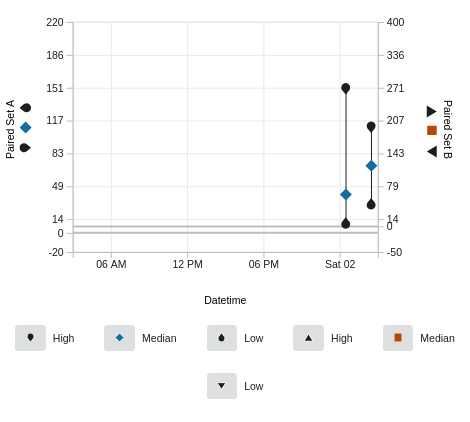 220
186
151
117
83
49
14
0
-20
400
336
271
207
143
79
14
0
-50
Paired Set A
Paired Set B
06 AM
12 PM
06 PM
Sat 02
Datetime
High
Median
Low
High
Median
Low